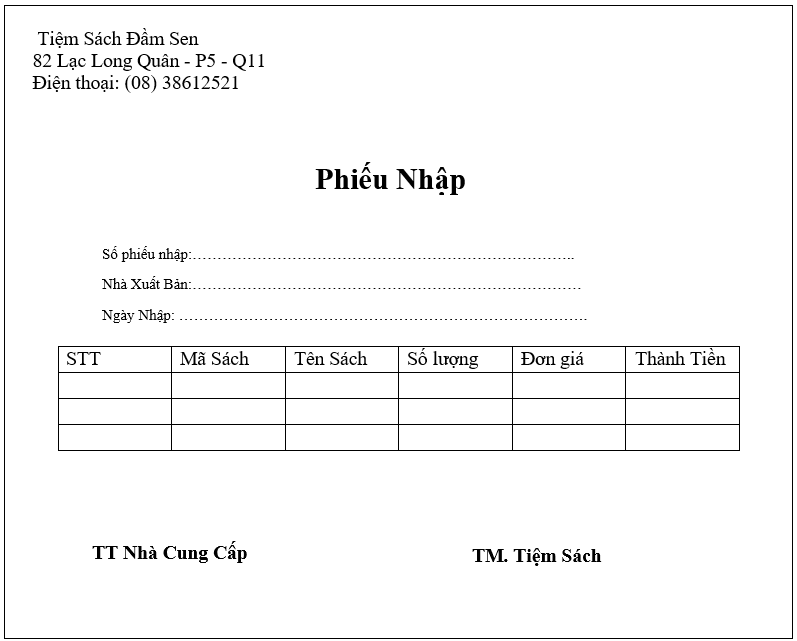 Tiệm Sách Đầm Sen
82 Lạc Long Quân - P5 - Q11
Điện thoại: (08) 38612521
Phiếu Nhập
Số phiếu nhập:…………………………………………………………………..
Nhà Xuất Bản:……………………………………………………………………
Ngày Nhập: ………………………………………………………………………
STT Mã Sách Tên Sách Số lượng Đơn giá Thành Tiền
TT Nhà Cung Cấp TM. Tiệm Sách